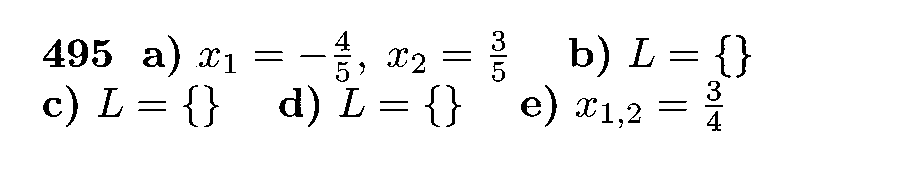 495 a) x₁ = −4/5, x₂ = 3/5 b) L = {}
c) L = {} d) L = {} e) x₁,₂ = 3/4